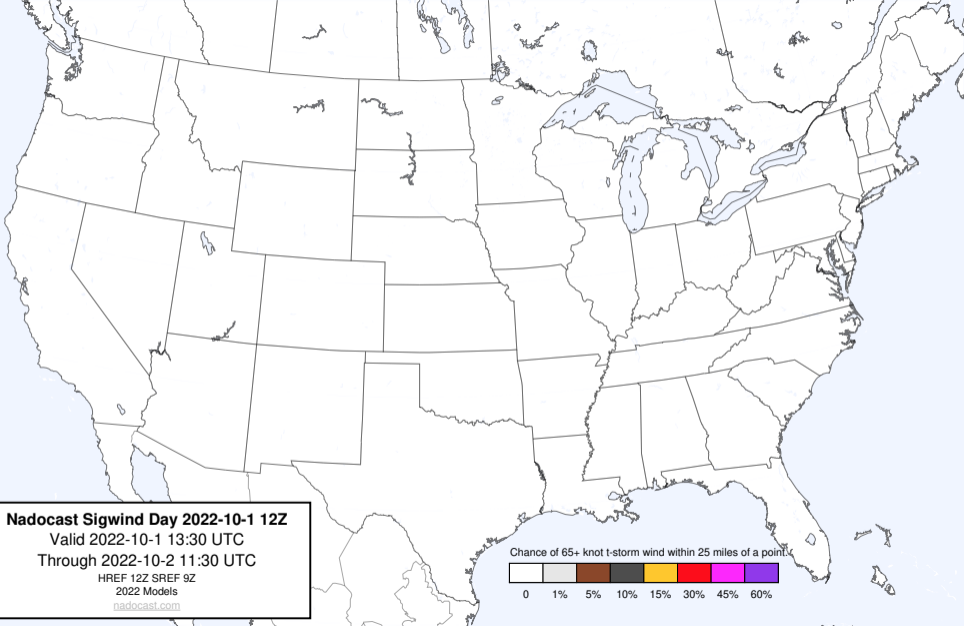 Nadocast Sigwind Day 2022-10-1 12Z
Valid 2022-10-1 13:30 UTC
Through 2022-10-2 11:30 UTC
HREF 12Z SREF 9Z
2022 Models
nadocast.com
Chance of 65+ knot t-storm wind within 25 miles of a point.
0 1% 5% 10% 15% 30% 45% 60%